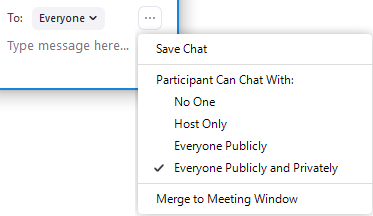 To: Everyone
Type message here...
Save Chat
Participant Can Chat With:
No One
Host Only
Everyone Publicly
Everyone Publicly and Privately
Merge to Meeting Window